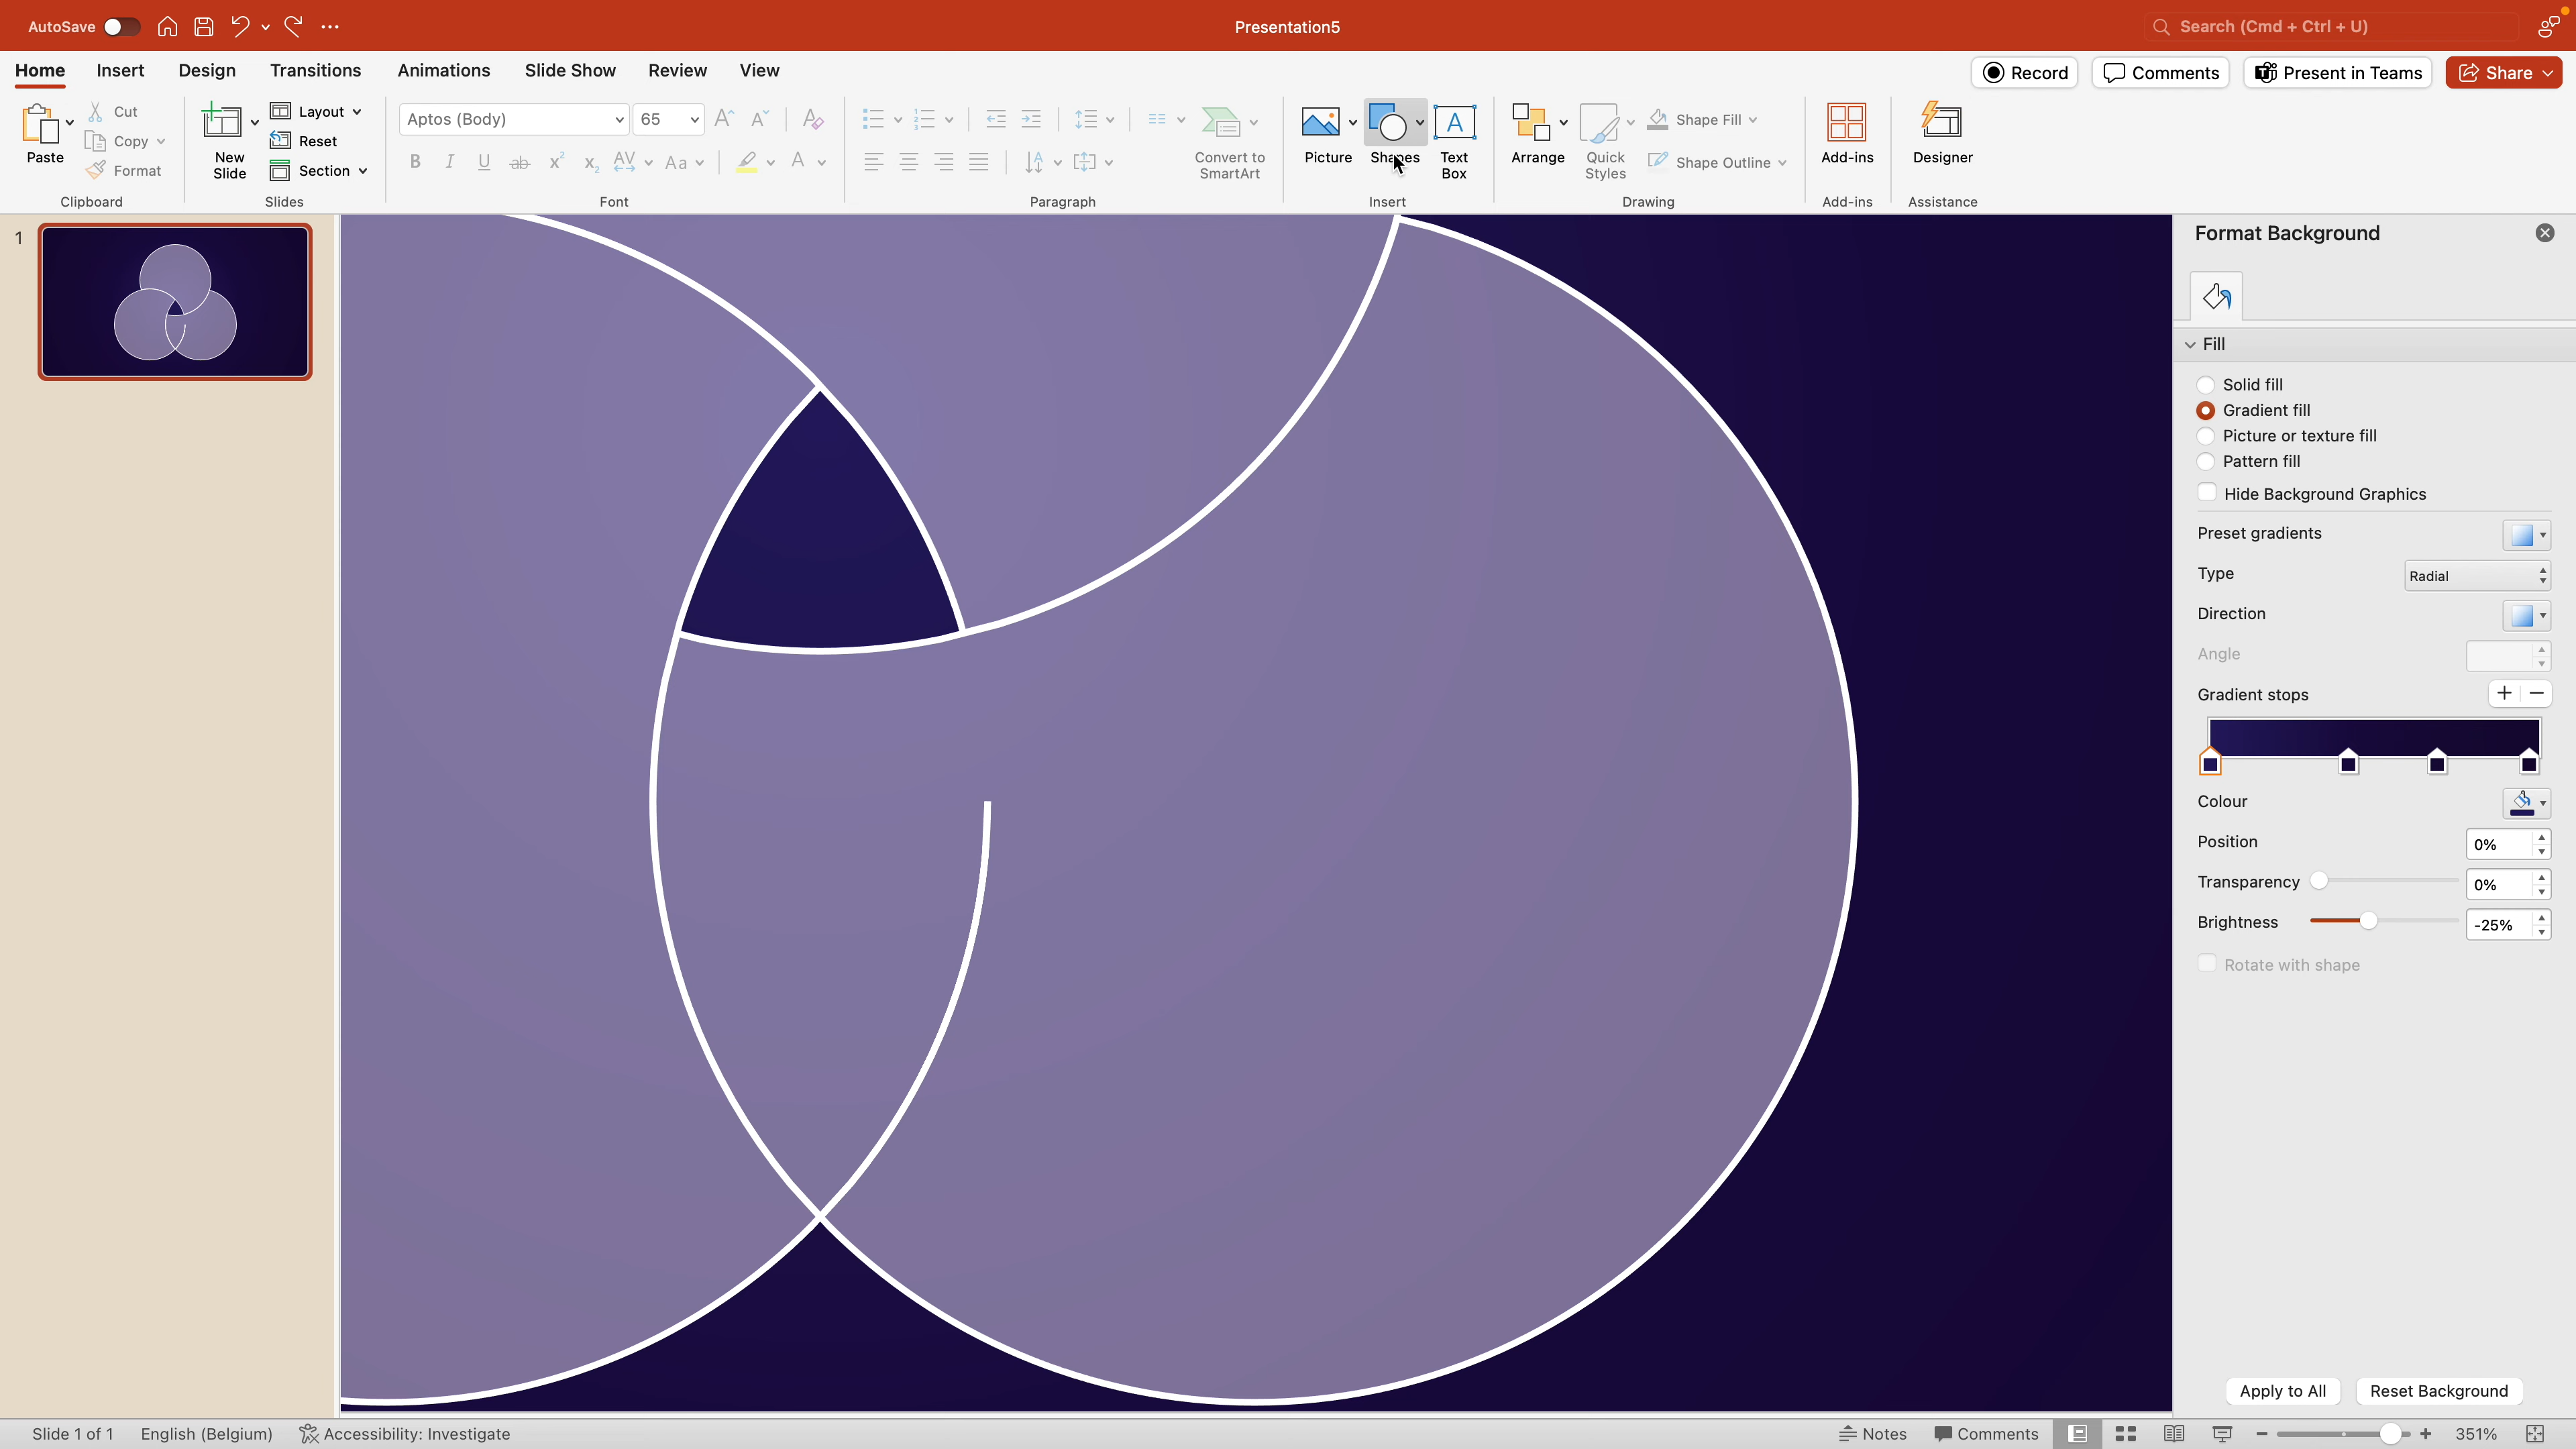 AutoSave
Presentation5
Search (Cmd + Ctrl + U)
Home Insert Design Transitions Animations Slide Show Review View
Record Comments Present in Teams Share
Paste
Cut
Copy
Format
Clipboard
New Slide
Layout
Reset
Section
Slides
Aptos (Body) 65
Font
Paragraph
Convert to SmartArt
Picture Shapes Text Box
Insert
Arrange Quick Styles
Shape Fill
Shape Outline
Drawing
Add-ins
Add-ins
Designer
Assistance
1
Format Background
Fill
Solid fill
Gradient fill
Picture or texture fill
Pattern fill
Hide Background Graphics
Preset gradients
Type Radial
Direction
Angle
Gradient stops
Colour
Position 0%
Transparency 0%
Brightness -25%
Rotate with shape
Apply to All Reset Background
Slide 1 of 1 English (Belgium) Accessibility: Investigate
Notes Comments 351%